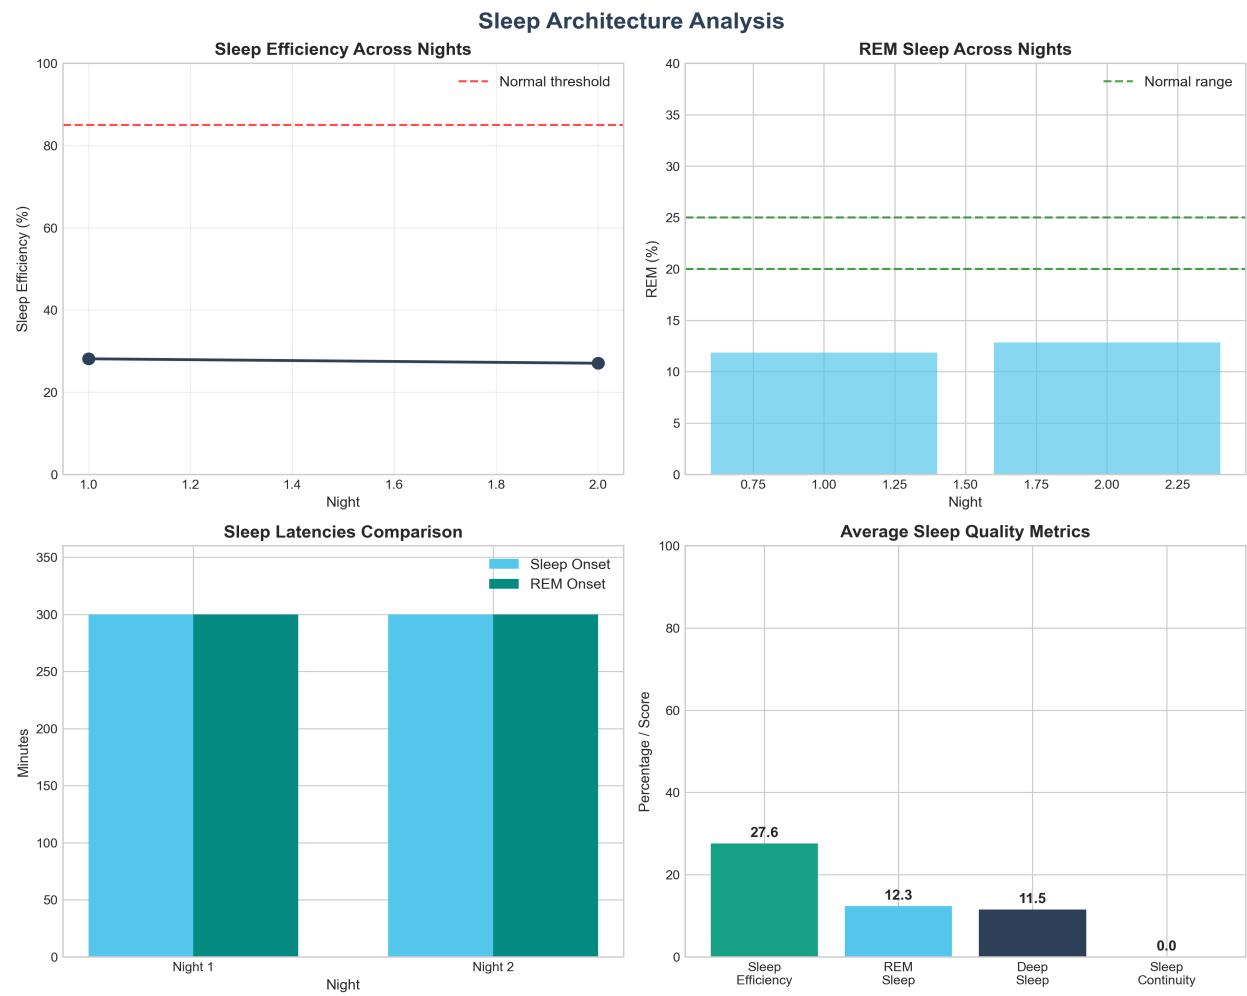 Sleep Architecture Analysis
Sleep Efficiency Across Nights
100
80
60
40
20
0
Sleep Efficiency (%)
Normal threshold
1.0 1.2 1.4 1.6 1.8 2.0
Night
REM Sleep Across Nights
40
35
30
25
20
15
10
5
0
REM (%)
Normal range
0.75 1.00 1.25 1.50 1.75 2.00 2.25
Night
Sleep Latencies Comparison
350
300
250
200
150
100
50
0
Minutes
Sleep Onset
REM Onset
Night 1 Night 2
Night
Average Sleep Quality Metrics
100
80
60
40
20
0
Percentage / Score
27.6
12.3
11.5
0.0
Sleep
Efficiency
REM
Sleep
Deep
Sleep
Sleep
Continuity